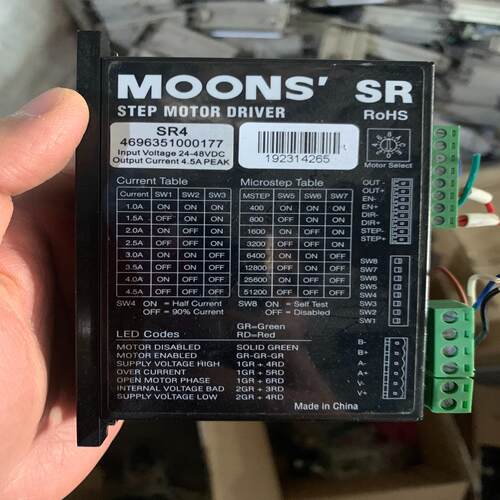 MOONS' SR
STEP MOTOR DRIVER
RoHS
SR4
4696351000177
Input Voltage 24-48VDC
Output Current 4.5A PEAK
192314265
Motor Select
Current Table
Current SW1 SW2 SW3
1.0A ON ON ON
1.5A OFF ON ON
2.0A ON OFF ON
2.5A OFF OFF ON
3.0A ON ON OFF
3.5A OFF ON OFF
4.0A ON OFF OFF
4.5A OFF OFF OFF
SW4 ON = Half Current
OFF = 90% Current
Microstep Table
MSTEP SW5 SW6 SW7
400 ON ON ON
800 OFF ON ON
1600 ON OFF ON
3200 OFF OFF ON
6400 ON ON OFF
12800 OFF ON OFF
25600 ON OFF OFF
51200 OFF OFF OFF
SW8 ON = Self Test
OFF = Disabled
OUT -
OUT+
EN-
EN+
DIR-
DIR+
STEP-
STEP+
SW8
SW7
SW6
SW5
SW4
SW3
SW2
SW1
B-
B+
A-
A+
V-
V+
GR=Green
LED Codes RD=Red
MOTOR DISABLED SOLID GREEN
MOTOR ENABLED GR-GR-GR
SUPPLY VOLTAGE HIGH 1GR + 4RD
OVER CURRENT 1GR + 5RD
OPEN MOTOR PHASE 1GR + 6RD
INTERNAL VOLTAGE BAD 2GR + 3RD
SUPPLY VOLTAGE LOW 2GR + 4RD
Made in China